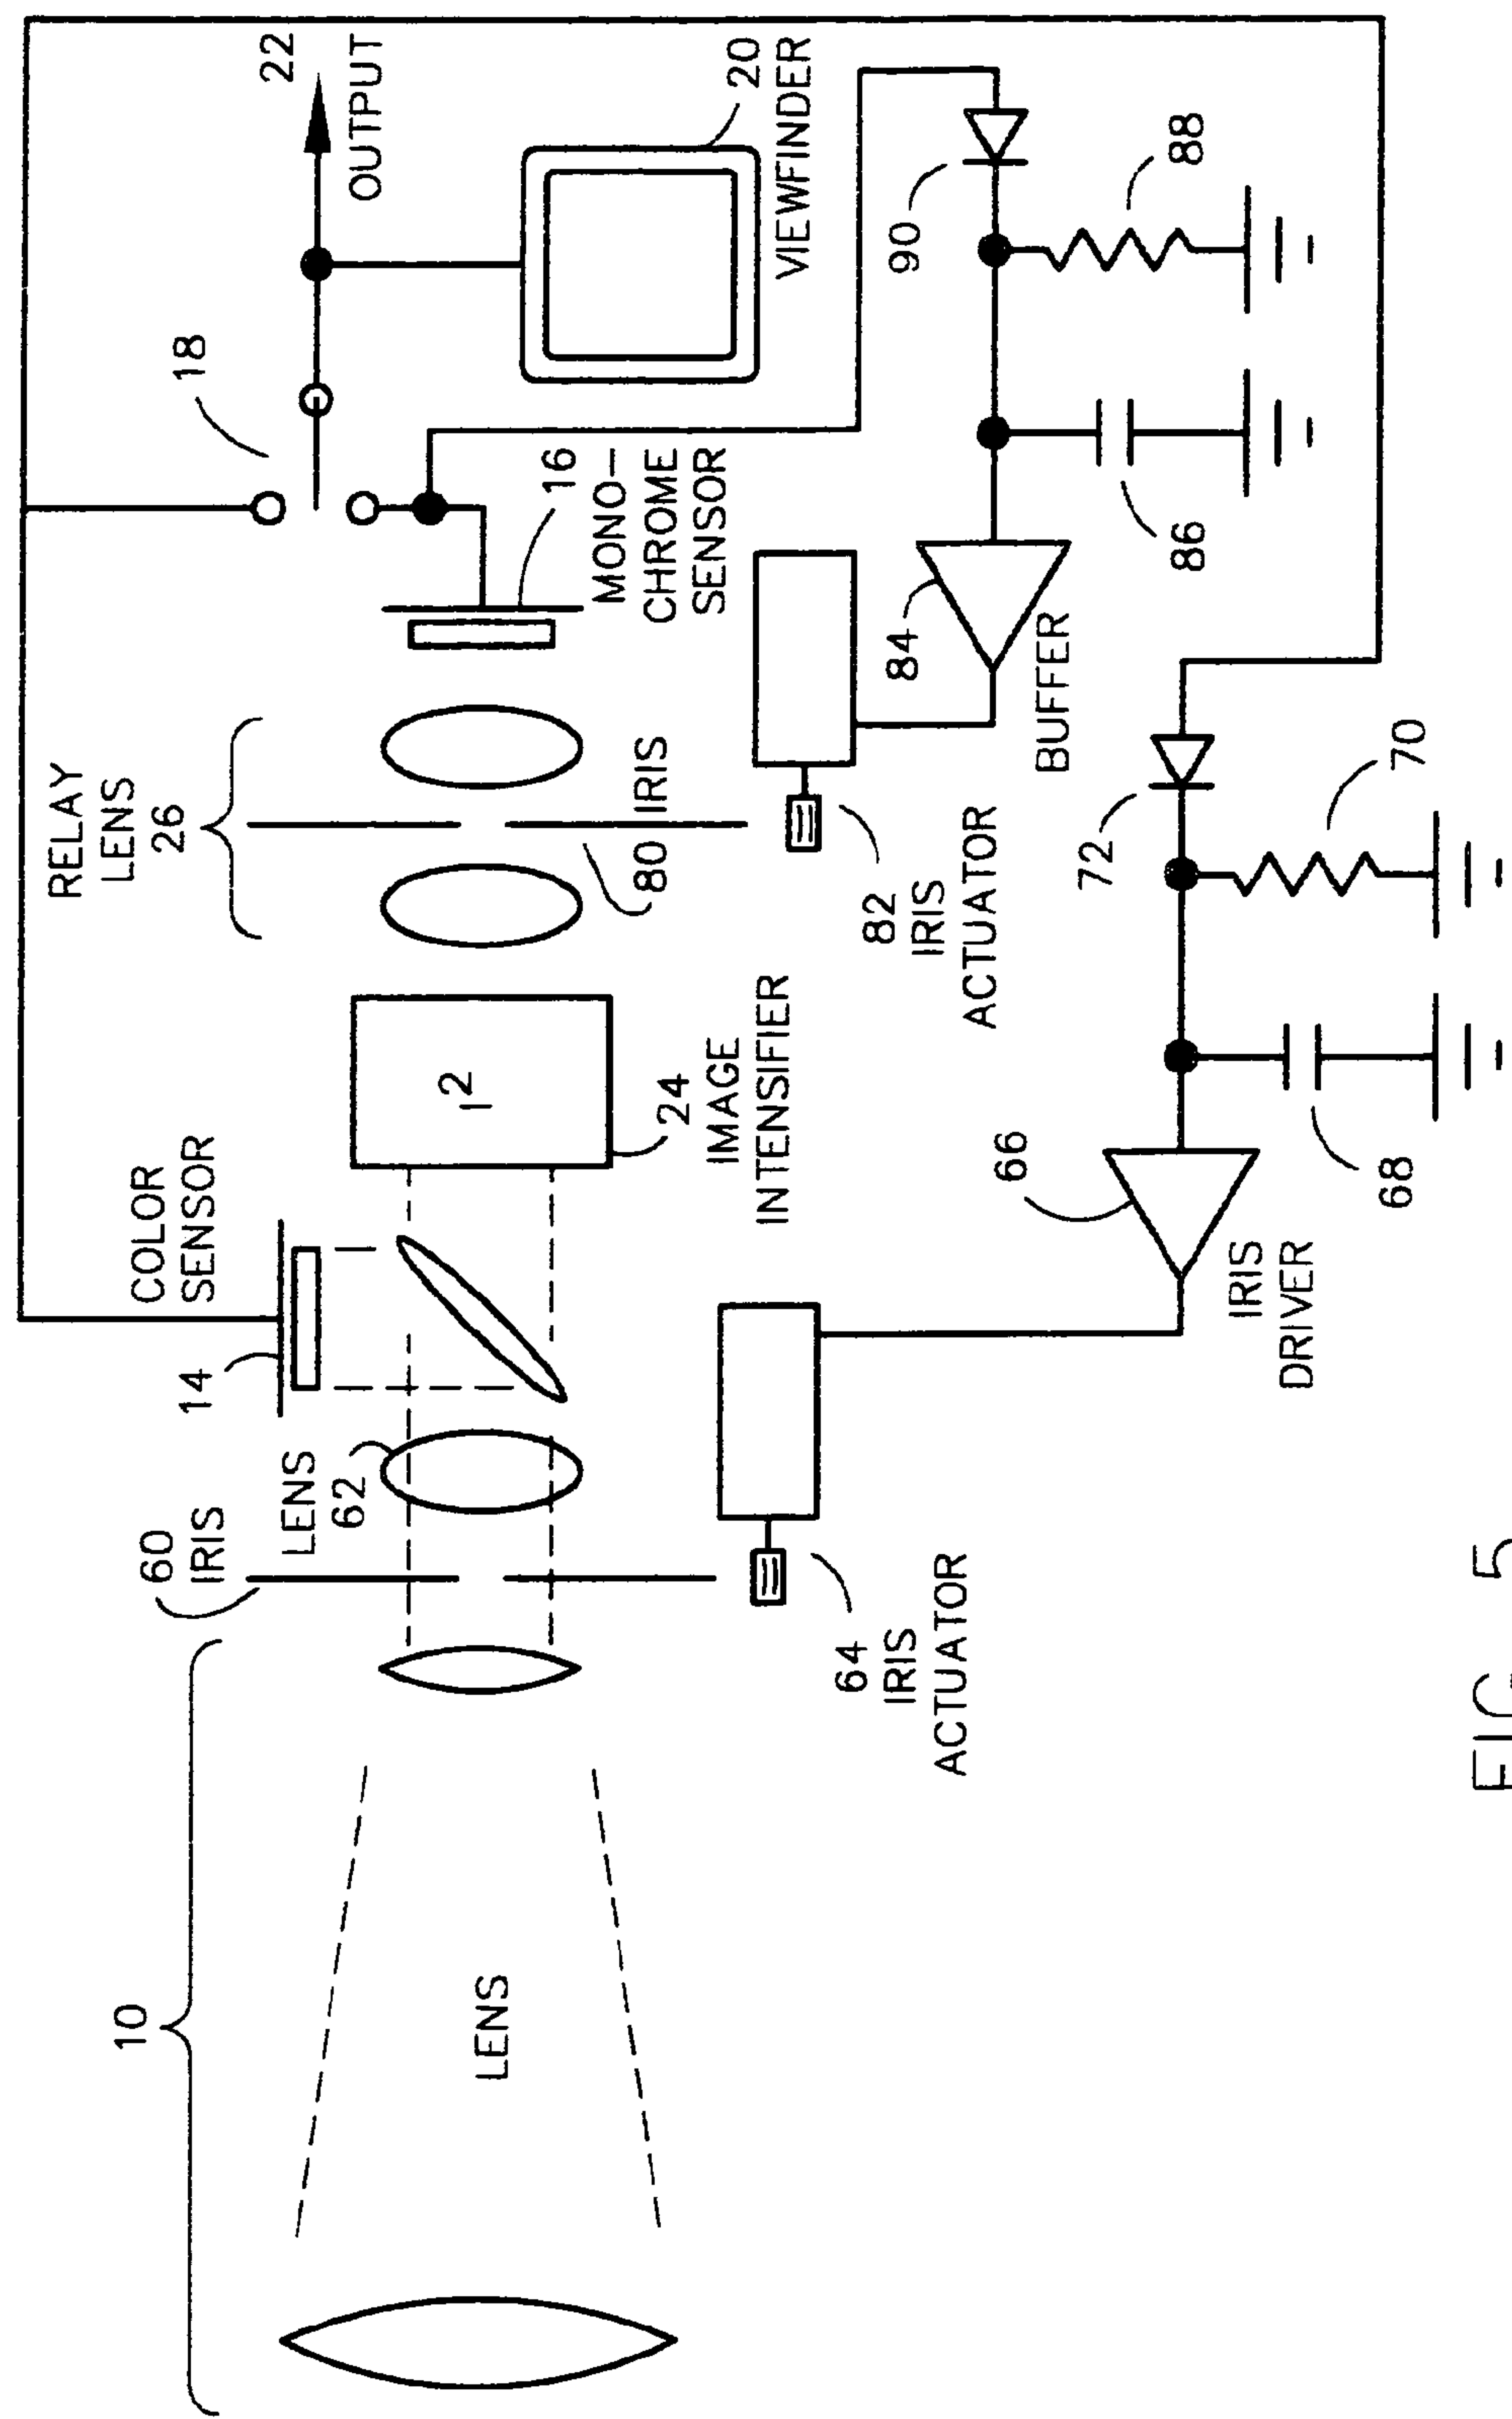 10
LENS
60
IRIS
LENS
62
14
COLOR
SENSOR
I2
24
IMAGE
INTENSIFIER
RELAY
LENS
26
80 IRIS
16
MONO-
CHROME
SENSOR
18
22
OUTPUT
20
VIEWFINDER
64
IRIS
ACTUATOR
82
IRIS
ACTUATOR
84
BUFFER
86
88
90
66
IRIS
DRIVER
68
70
72
FIG. 5